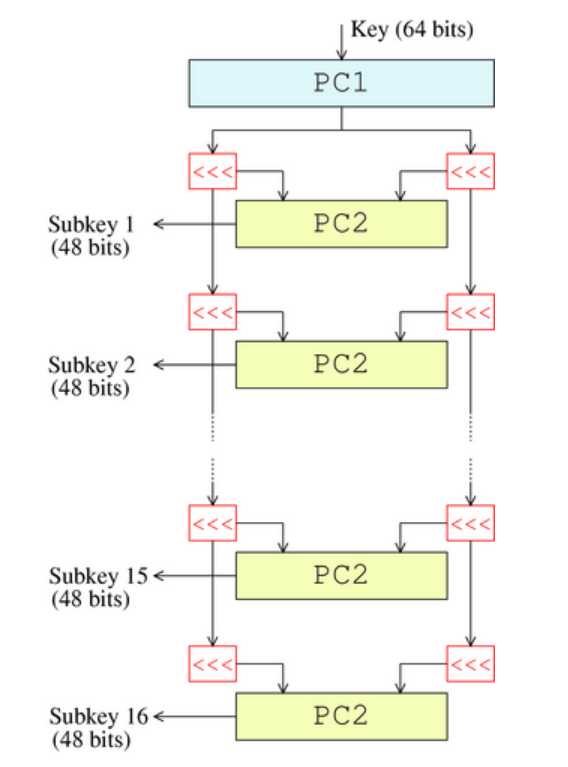 Key (64 bits)
PC1
<<< <<<
PC2
Subkey 1
(48 bits)
<<< <<<
PC2
Subkey 2
(48 bits)
<<< <<<
PC2
Subkey 15
(48 bits)
<<< <<<
PC2
Subkey 16
(48 bits)